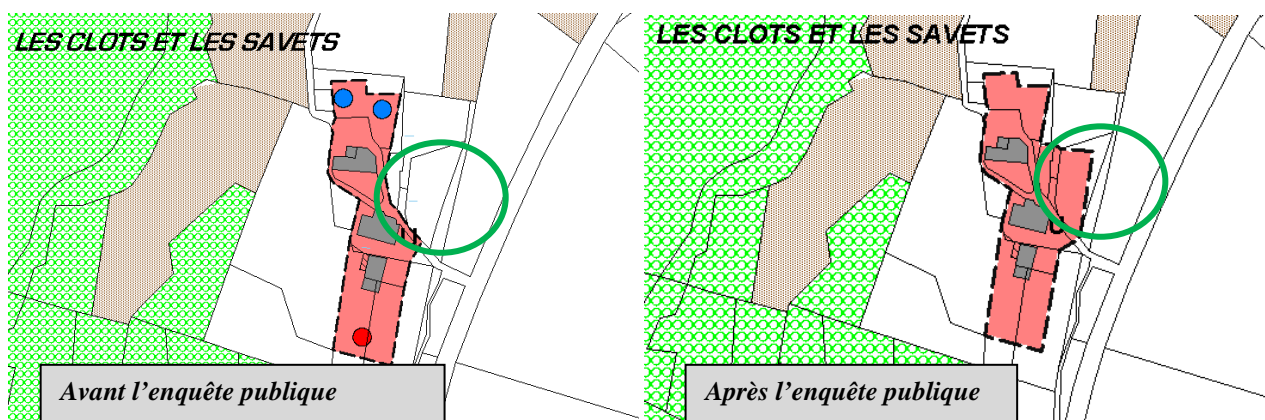 LES CLOTS ET LES SAVETS
LES CLOTS ET LES SAVETS
U
Avant l'enquête publique
Après l'enquête publique